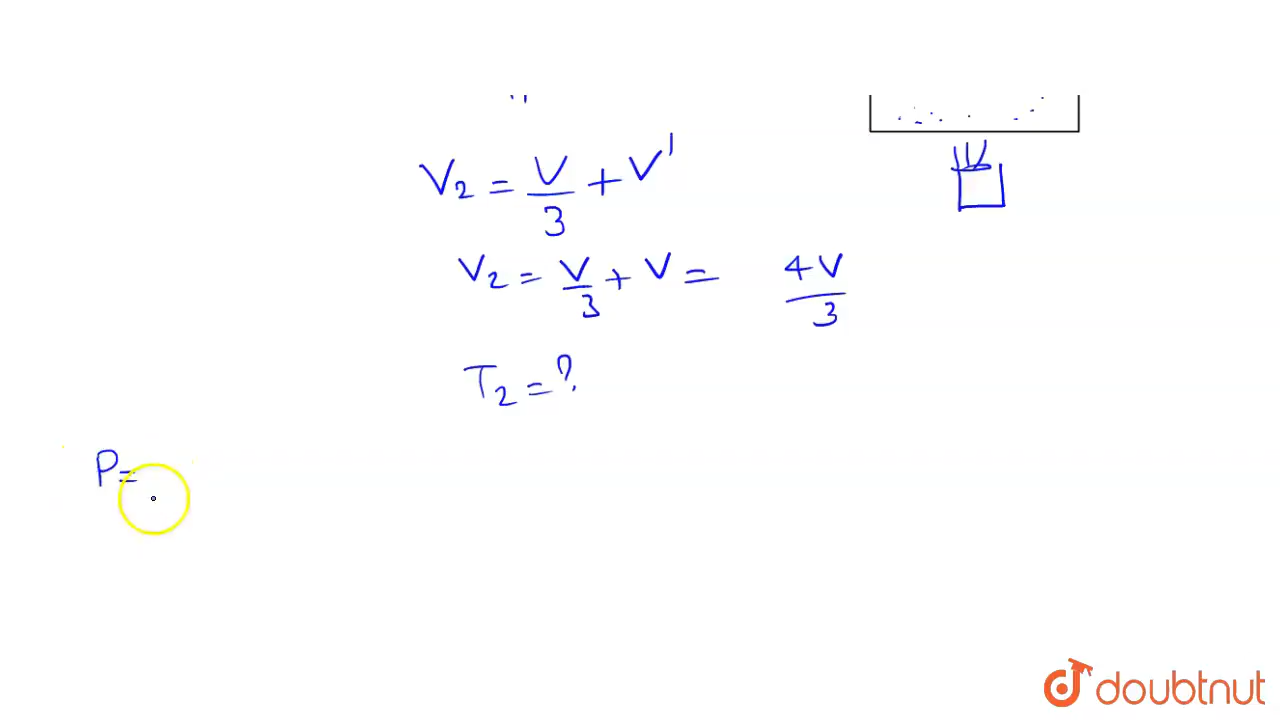 V₂ = V/3 + V'
V₂ = V/3 + V = 4V/3
T₂ = ?
P =
doubtnut